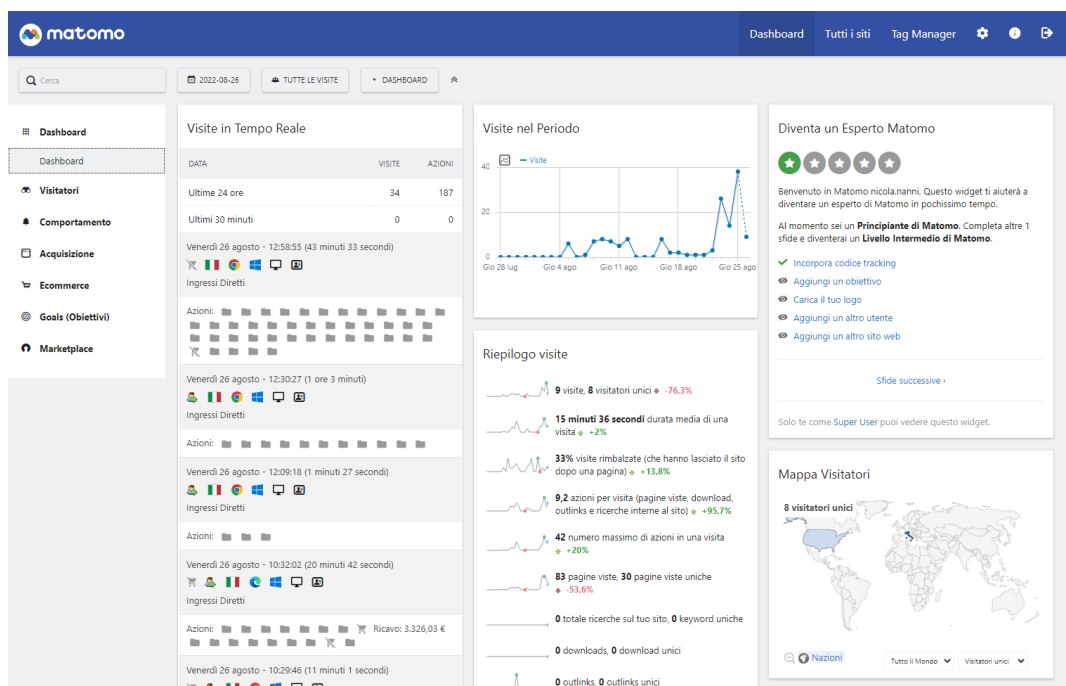 matomo
Dashboard
Tutti i siti
Tag Manager
Cerca
2022-08-26
TUTTE LE VISITE
DASHBOARD
Dashboard
Dashboard
Visitatori
Comportamento
Acquisizione
Ecommerce
Goals (Obiettivi)
Marketplace
Visite in Tempo Reale
DATA VISITE AZIONI
Ultime 24 ore 34 187
Ultimi 30 minuti 0 0
Venerdì 26 agosto - 12:58:55 (43 minuti 33 secondi)
Ingressi Diretti
Azioni:
Venerdì 26 agosto - 12:30:27 (1 ore 3 minuti)
Ingressi Diretti
Azioni:
Venerdì 26 agosto - 12:09:18 (1 minuti 27 secondi)
Ingressi Diretti
Azioni:
Venerdì 26 agosto - 10:32:02 (20 minuti 42 secondi)
Ingressi Diretti
Azioni: Ricavo: 3.326,03 €
Venerdì 26 agosto - 10:29:46 (11 minuti 1 secondi)
Visite nel Periodo
Visite
40
20
0
Gio 28 lug Gio 4 ago Gio 11 ago Gio 18 ago Gio 25 ago
Riepilogo visite
9 visite, 8 visitatori unici -76,3%
15 minuti 36 secondi durata media di una
visita +2%
33% visite rimbalzate (che hanno lasciato il sito
dopo una pagina) +13,8%
9,2 azioni per visita (pagine viste, download,
outlinks e ricerche interne al sito) +95,7%
42 numero massimo di azioni in una visita
+20%
83 pagine viste, 30 pagine viste uniche
-53,6%
0 totale ricerche sul tuo sito, 0 keyword uniche
0 downloads, 0 download unici
0 outlinks, 0 outlinks unici
Diventa un Esperto Matomo
Benvenuto in Matomo nicola.nanni. Questo widget ti aiuterà a
diventare un esperto di Matomo in pochissimo tempo.
Al momento sei un Principiante di Matomo. Completa altre 1
sfide e diventerai un Livello Intermedio di Matomo.
Incorpora codice tracking
Aggiungi un obiettivo
Carica il tuo logo
Aggiungi un altro utente
Aggiungi un altro sito web
Sfide successive ›
Solo te come Super User puoi vedere questo widget.
Mappa Visitatori
8 visitatori unici
Nazioni
Tutto il Mondo
Visitatori unici